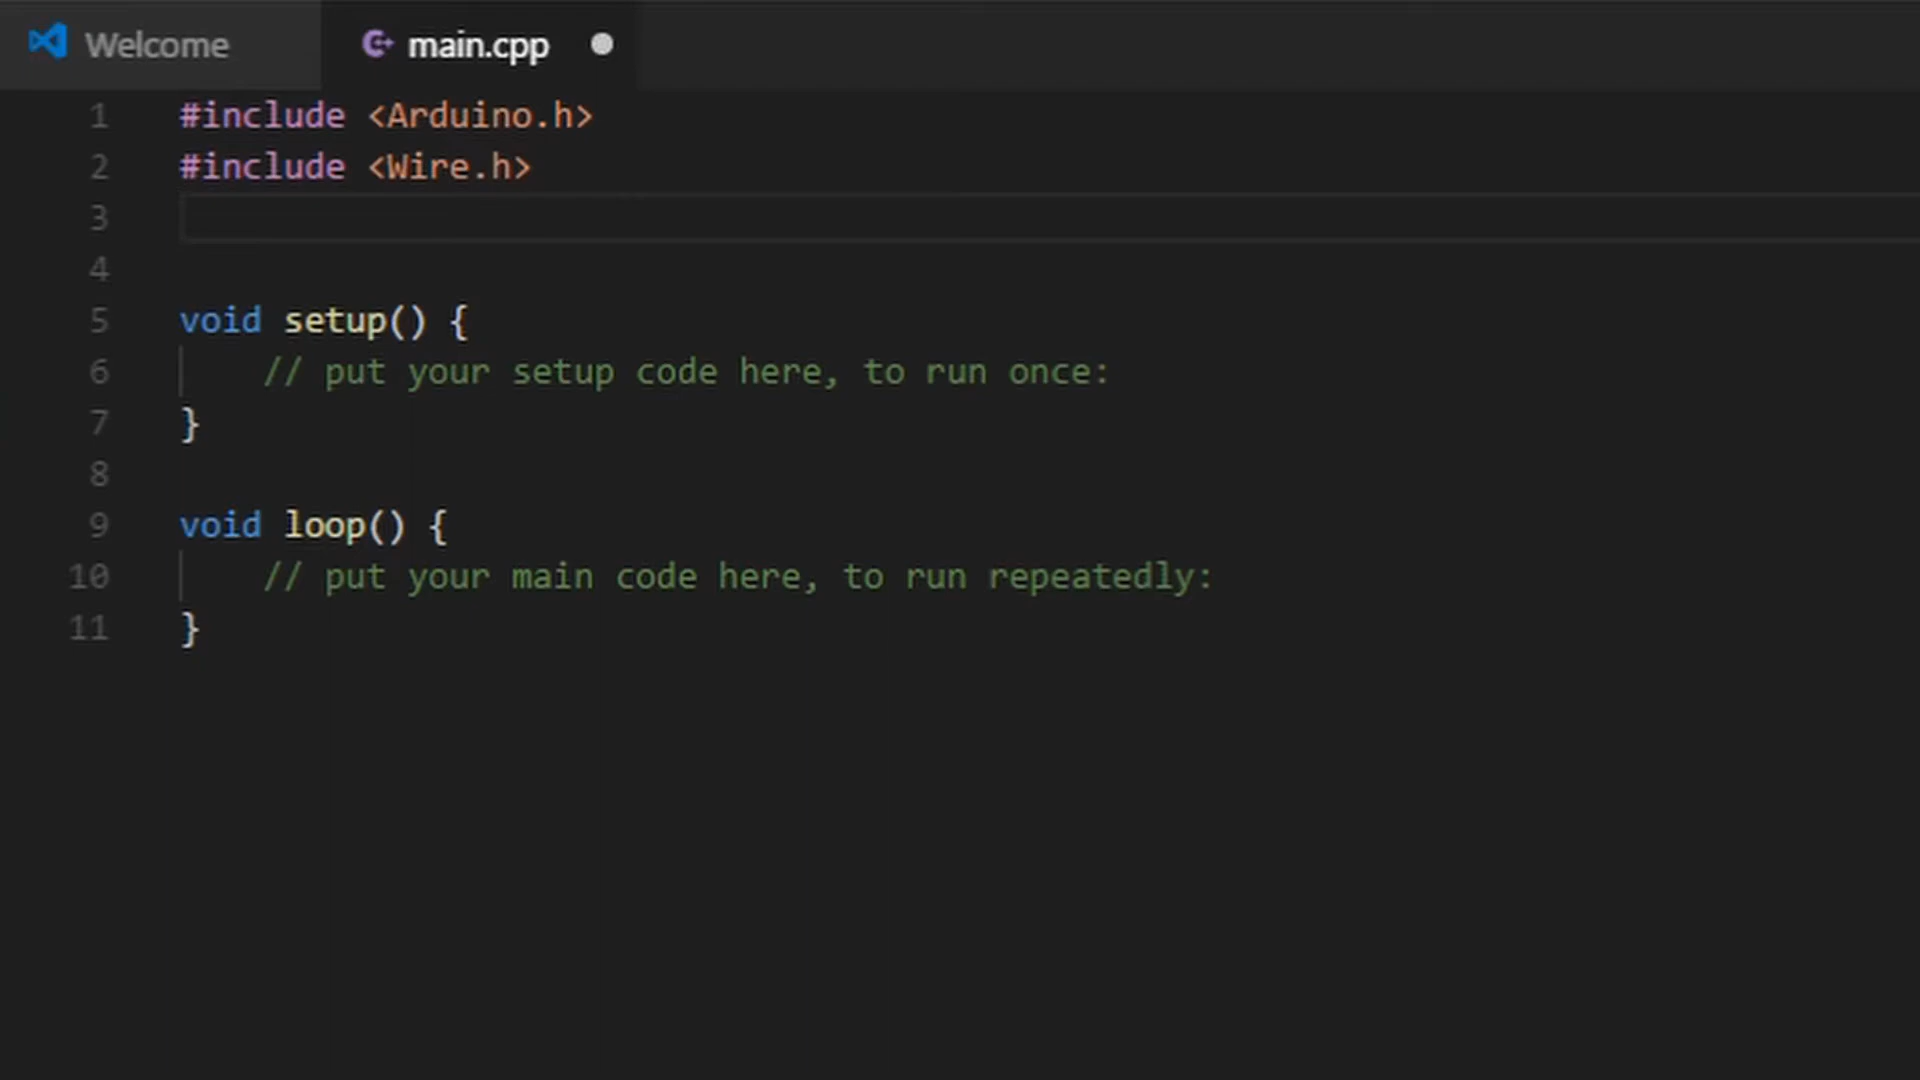 Welcome main.cpp
1 #include <Arduino.h>
2 #include <Wire.h>
3
4
5 void setup() {
6     // put your setup code here, to run once:
7 }
8
9 void loop() {
10     // put your main code here, to run repeatedly:
11 }